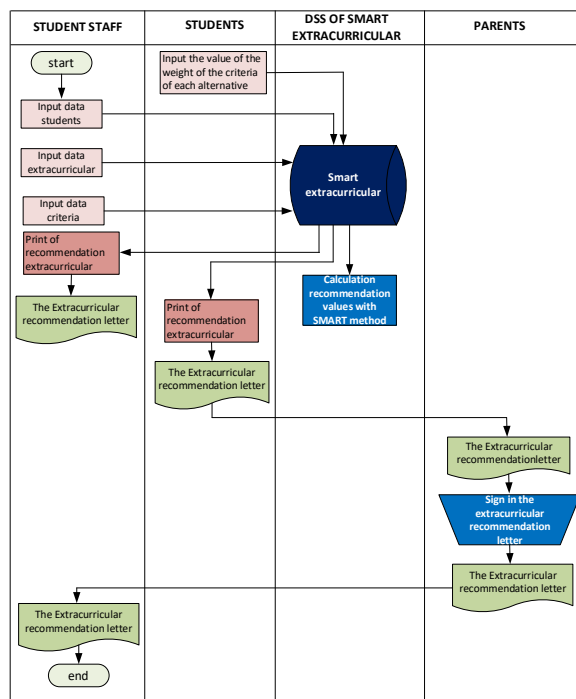 STUDENT STAFF
STUDENTS
DSS OF SMART
EXTRACURRICULAR
PARENTS
start
Input the value of the
weight of the criteria
of each alternative
Input data
students
Input data
extracurricular
Smart
extracurricular
Input data
criteria
Print of
recommendation
extracurricular
Calculation
recommendation
values with
SMART method
The Extracurricular
recommendation letter
Print of
recommendation
extracurricular
The Extracurricular
recommendation letter
The Extracurricular
recommendationletter
Sign in the
extracurricular
recommendation
letter
The Extracurricular
recommendation letter
The Extracurricular
recommendation letter
end